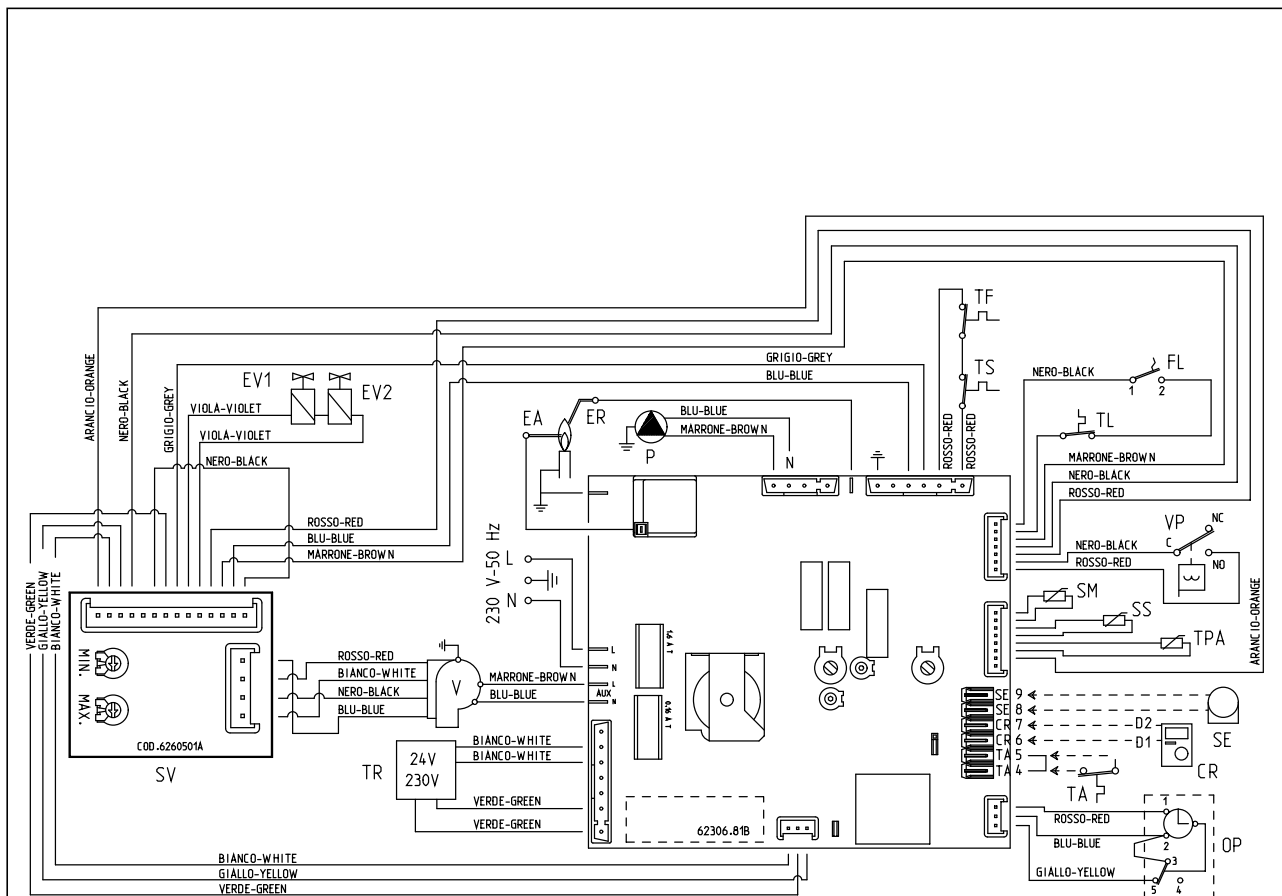 TF
GRIGIO-GREY
TS
NERO-BLACK
FL
1 2
BLU-BLUE
ARANCIO-ORANGE
NERO-BLACK
GRIGIO-GREY
EV1
EV2
VIOLA-VIOLET
EA
ER
BLU-BLUE
MARRONE-BROWN
P
N
ROSSO-RED
ROSSO-RED
TL
VIOLA-VIOLET
NERO-BLACK
MARRONE-BROWN
NERO-BLACK
ROSSO-RED
VP
NC
C
NO
NERO-BLACK
ROSSO-RED
ARANCIO-ORANGE
ROSSO-RED
BLU-BLUE
MARRONE-BROWN
230 V-50 Hz
L
N
VERDE-GREEN
GIALLO-YELLOW
BIANCO-WHITE
SM
SS
TPA
MIN.
MAX.
COD.6260501A
SV
ROSSO-RED
BIANCO-WHITE
NERO-BLACK
BLU-BLUE
V
MARRONE-BROWN
BLU-BLUE
L
N
L
AUX
N
1.6 A T
0.16 A T
SE 9
SE 8
CR 7
CR 6
TA 5
TA 4
D2
D1
SE
CR
TA
TR
24V
230V
BIANCO-WHITE
BIANCO-WHITE
VERDE-GREEN
VERDE-GREEN
62306.81B
ROSSO-RED
BLU-BLUE
GIALLO-YELLOW
1
2
3
5 4
OP
BIANCO-WHITE
GIALLO-YELLOW
VERDE-GREEN